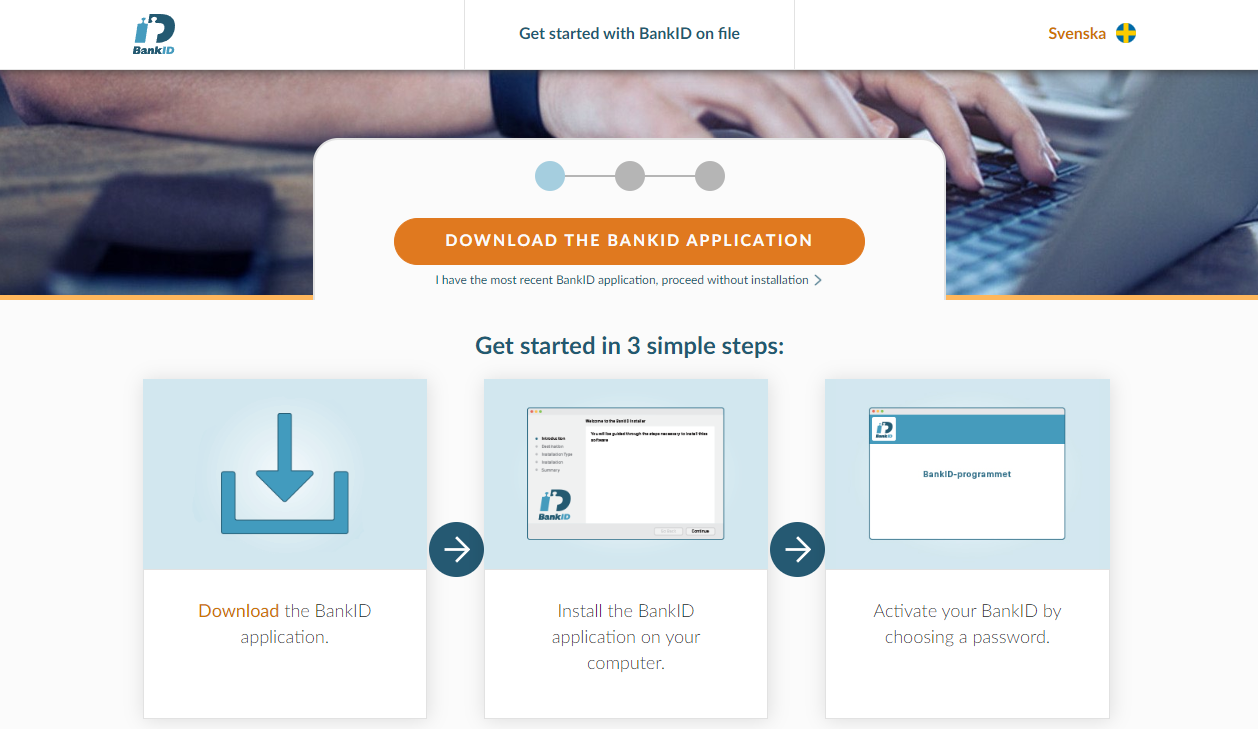 BankID
Get started with BankID on file
Svenska
DOWNLOAD THE BANKID APPLICATION
I have the most recent BankID application, proceed without installation
Get started in 3 simple steps:
Welcome to the BankID Installer
You will be guided through the steps necessary to install this
software
Introduction
Destination
Installation Type
Installation
Summary
BankID
Go Back
Continue
BankID
BankID-programmet
Download the BankID
application.
Install the BankID
application on your
computer.
Activate your BankID by
choosing a password.